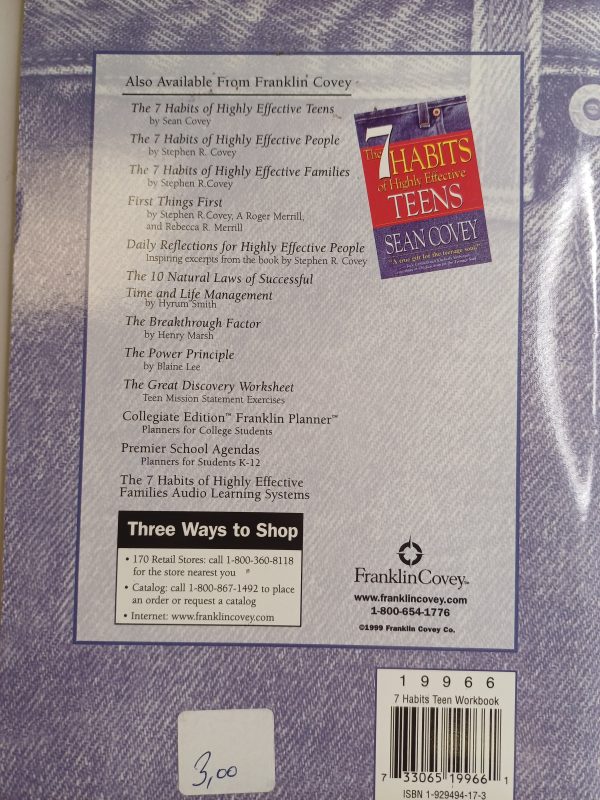 Also Available From Franklin Covey
The 7 Habits of Highly Effective Teens
by Sean Covey
The 7 Habits of Highly Effective People
by Stephen R. Covey
The 7 Habits of Highly Effective Families
by Stephen R.Covey
First Things First
by Stephen R.Covey, A Roger Merrill,
and Rebecca R. Merrill
Daily Reflections for Highly Effective People
Inspiring excerpts from the book by Stephen R. Covey
The 10 Natural Laws of Successful
Time and Life Management
by Hyrum Smith
The Breakthrough Factor
by Henry Marsh
The Power Principle
by Blaine Lee
The Great Discovery Worksheet
Teen Mission Statement Exercises
Collegiate Edition™ Franklin Planner™
Planners for College Students
Premier School Agendas
Planners for Students K-12
The 7 Habits of Highly Effective
Families Audio Learning Systems
The 7 HABITS
of Highly Effective
TEENS
SEAN COVEY
"A true gift for the teenage soul"
Three Ways to Shop
• 170 Retail Stores: call 1-800-360-8118
for the store nearest you
• Catalog: call 1-800-867-1492 to place
an order or request a catalog
• Internet: www.franklincovey.com
FranklinCovey™
www.franklincovey.com
1-800-654-1776
©1999 Franklin Covey Co.
19966
7 Habits Teen Workbook
7 33065 19966 1
ISBN 1-929494-17-3
3,00